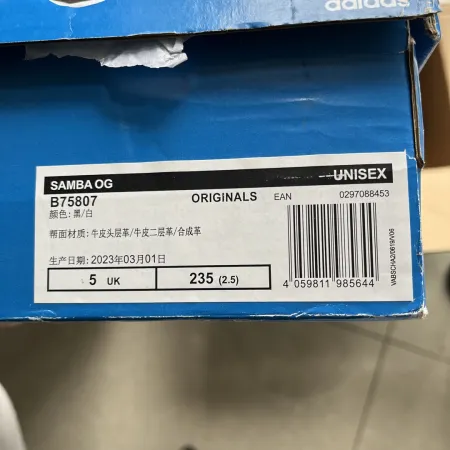 adidas
SAMBA OG UNISEX
B75807 ORIGINALS EAN 0297088453
颜色: 黑/白
帮面材质: 牛皮头层革/牛皮二层革/合成革
生产日期: 2023年03月01日
5 UK 235 (2.5)
4 059811 985644
VABSCHA20619V06